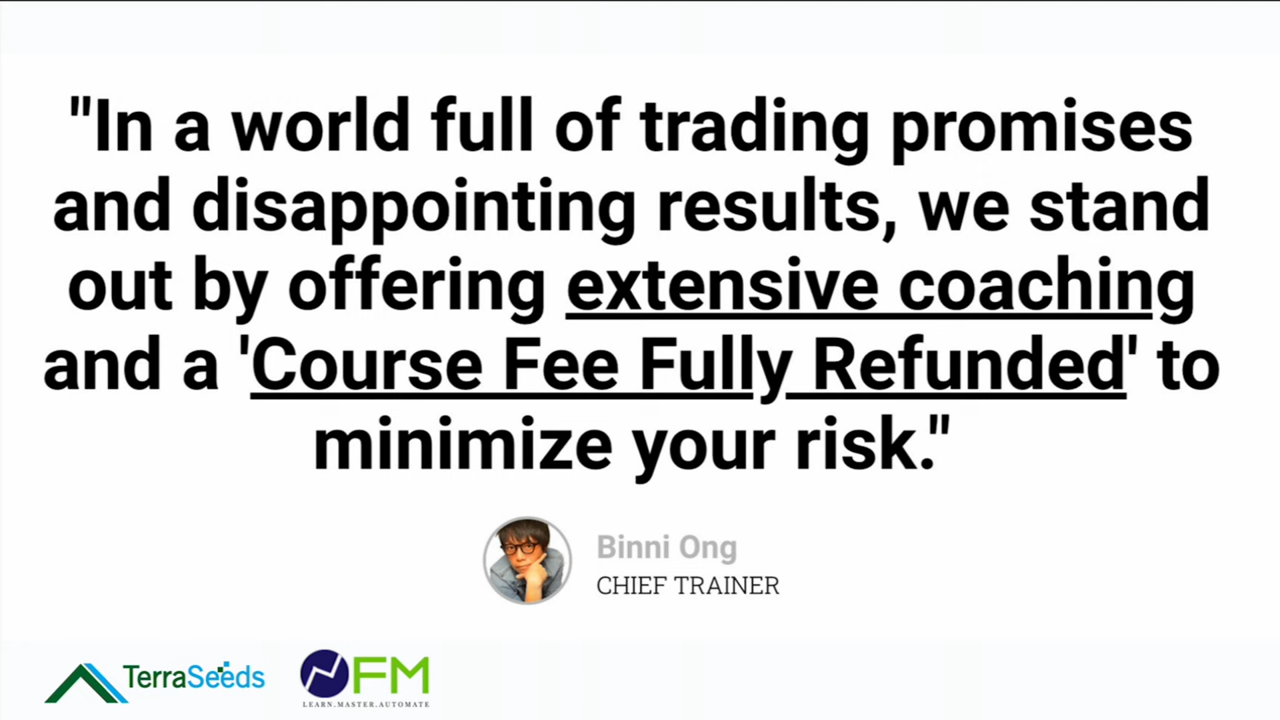 "In a world full of trading promises
and disappointing results, we stand
out by offering extensive coaching
and a 'Course Fee Fully Refunded' to
minimize your risk."
Binni Ong
CHIEF TRAINER
TerraSeeds
FM
LEARN.MASTER.AUTOMATE